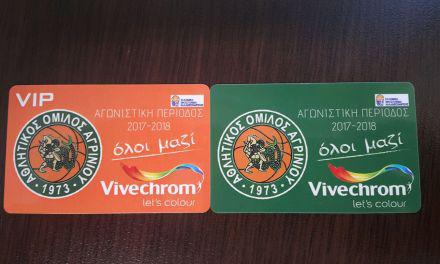 VIP
ΑΓΩΝΙΣΤΙΚΗ ΠΕΡΙΟΔΟΣ
2017-2018
όλοι μαζί
ΑΘΛΗΤΙΚΟΣ ΟΜΙΛΟΣ ΑΓΡΙΝΙΟΥ
1973
Vivechrom
let's colour
ΑΓΩΝΙΣΤΙΚΗ ΠΕΡΙΟΔΟΣ
2017-2018
όλοι μαζί
ΑΘΛΗΤΙΚΟΣ ΟΜΙΛΟΣ ΑΓΡΙΝΙΟΥ
1973
Vivechrom
let's colour